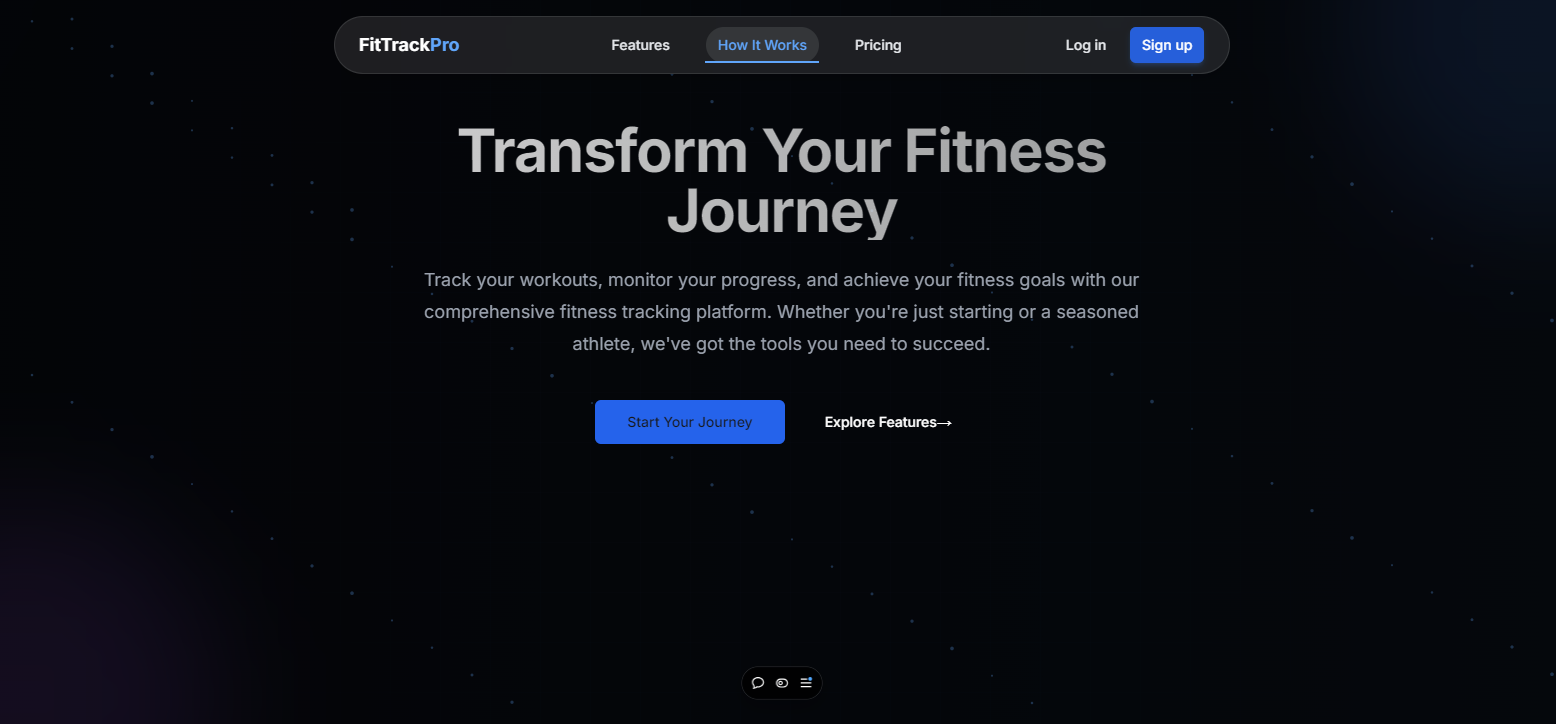 FitTrackPro
Features
How It Works
Pricing
Log in
Sign up
Transform Your Fitness
Journey
Track your workouts, monitor your progress, and achieve your fitness goals with our
comprehensive fitness tracking platform. Whether you're just starting or a seasoned
athlete, we've got the tools you need to succeed.
Start Your Journey
Explore Features→